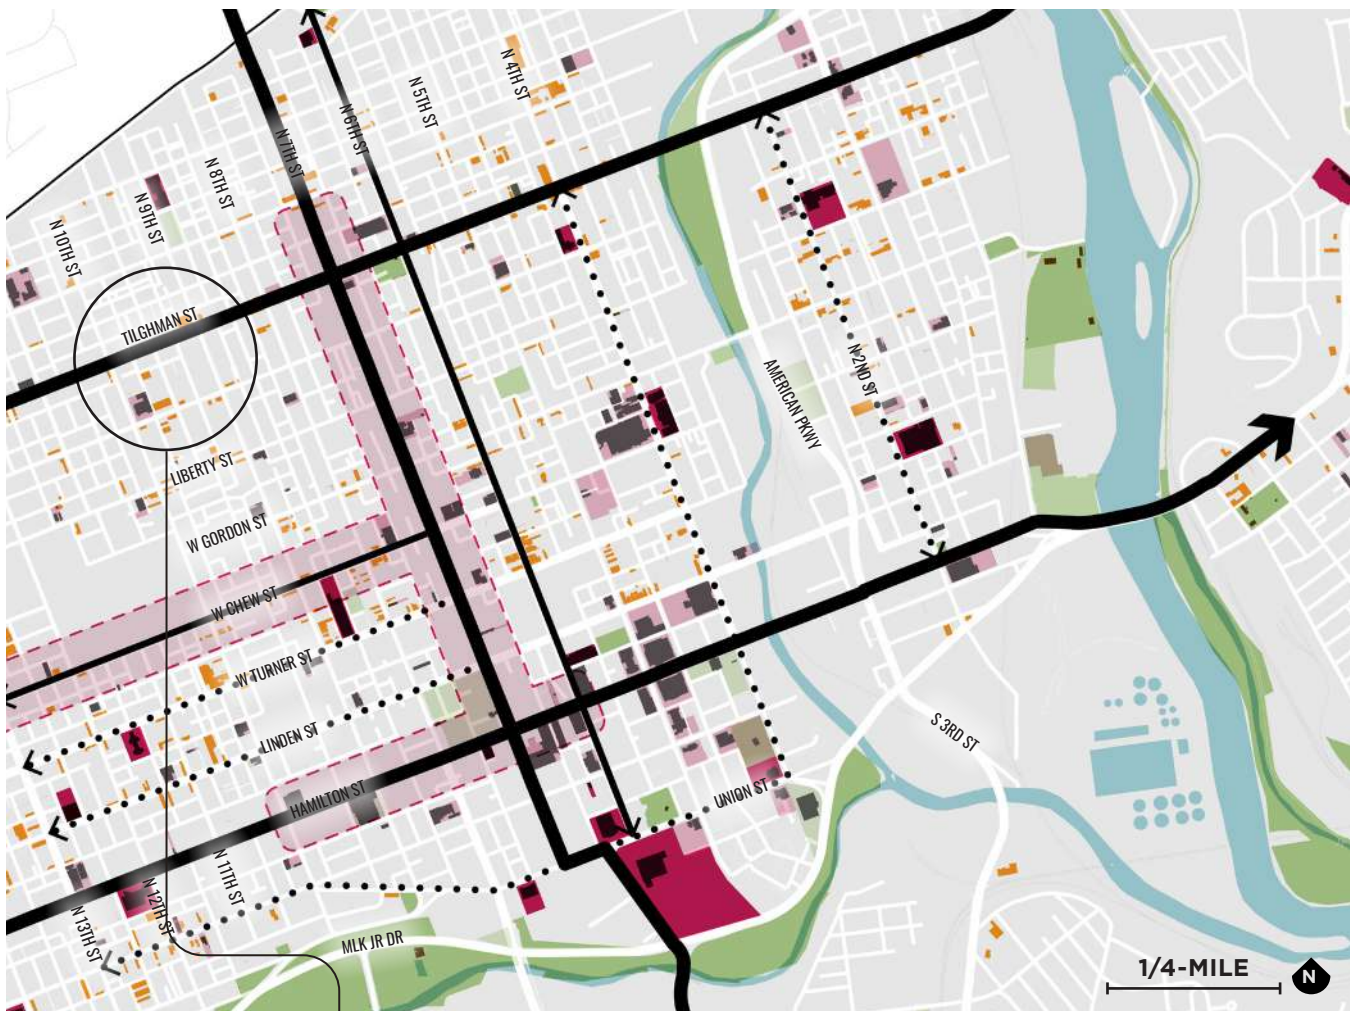 N 4TH ST
N 5TH ST
N 6TH ST
N 7TH ST
N 8TH ST
N 9TH ST
N 10TH ST
TILGHMAN ST
AMERICAN PKWY
N 2ND ST
LIBERTY ST
W GORDON ST
W CHEW ST
W TURNER ST
LINDEN ST
HAMILTON ST
UNION ST
S 3RD ST
N 11TH ST
N 12TH ST
N 13TH ST
MLK JR DR
1/4-MILE
N